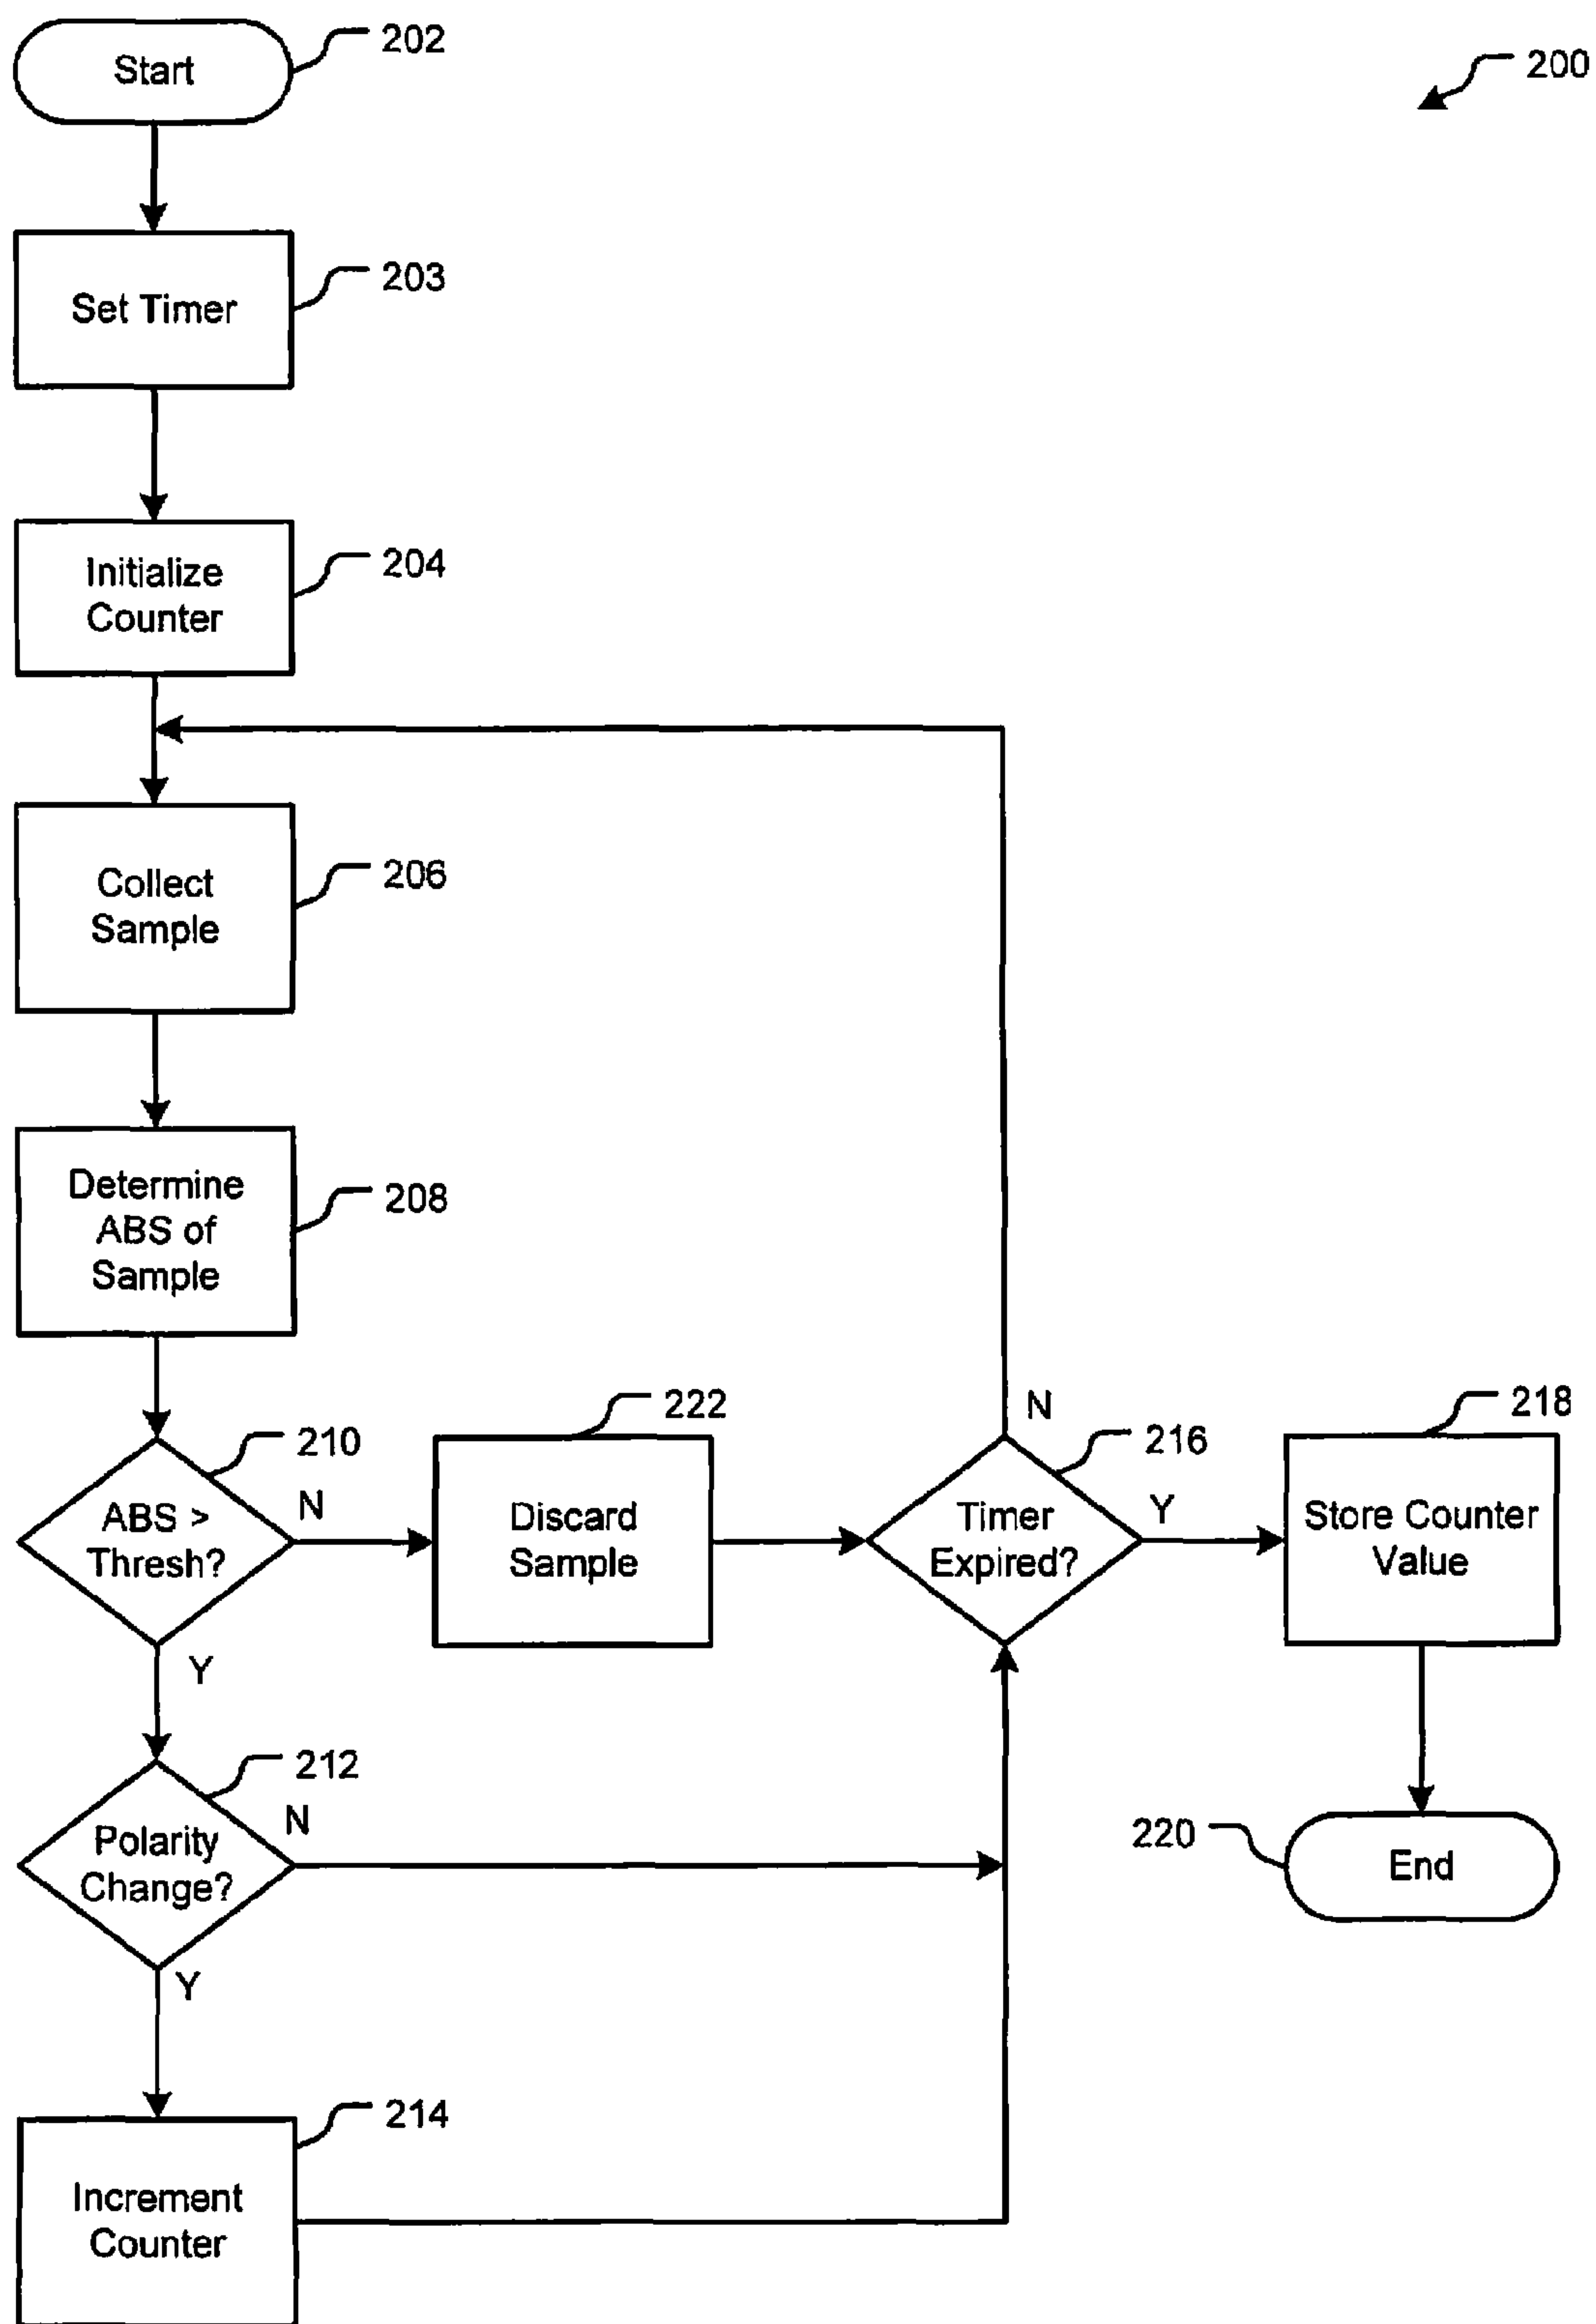 Start
202
200
Set Timer
203
Initialize
Counter
204
Collect
Sample
206
Determine
ABS of
Sample
208
ABS >
Thresh?
210
N
Y
Discard
Sample
222
Timer
Expired?
216
N
Y
Store Counter
Value
218
Polarity
Change?
212
N
Y
220
End
Increment
Counter
214